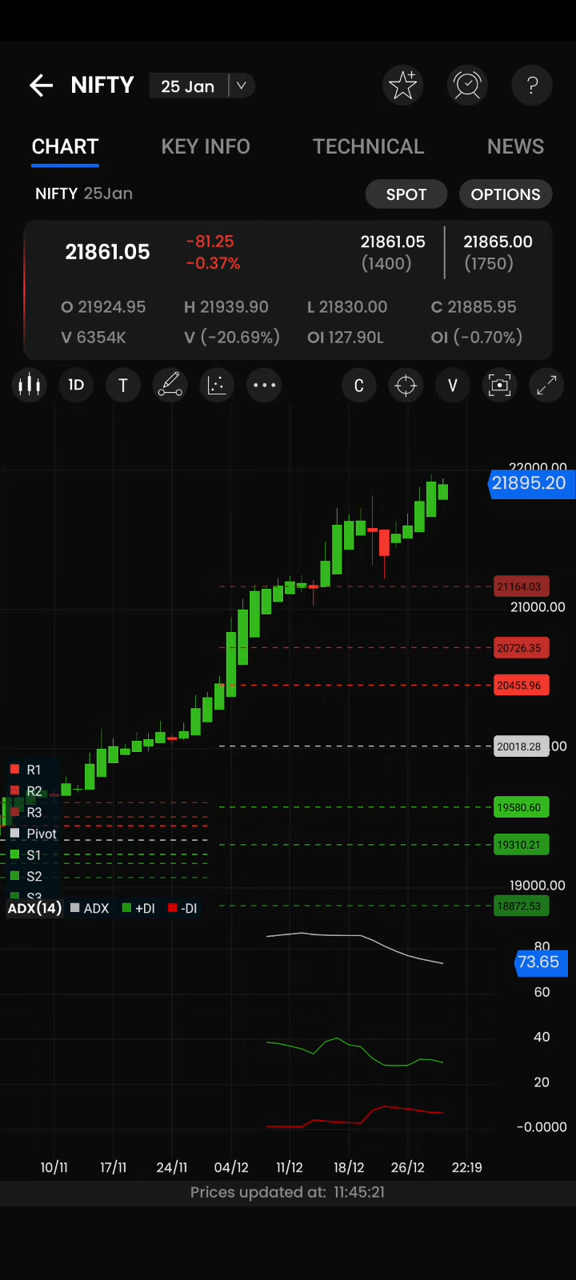 NIFTY 25 Jan
?
CHART KEY INFO TECHNICAL NEWS
NIFTY 25Jan SPOT OPTIONS
21861.05 -81.25 21861.05 21865.00
-0.37% (1400) (1750)
O 21924.95 H 21939.90 L 21830.00 C 21885.95
V 6354K V (-20.69%) OI 127.90L OI (-0.70%)
1D T C V
22000.00
21895.20
21164.03
21000.00
20726.35
20455.96
20018.28 00
R1
R2
R3
Pivot
S1
S2
S3
19580.60
19310.21
19000.00
18872.53
ADX(14) ADX +DI -DI
80
73.65
60
40
20
-0.0000
10/11 17/11 24/11 04/12 11/12 18/12 26/12 22:19
Prices updated at: 11:45:21